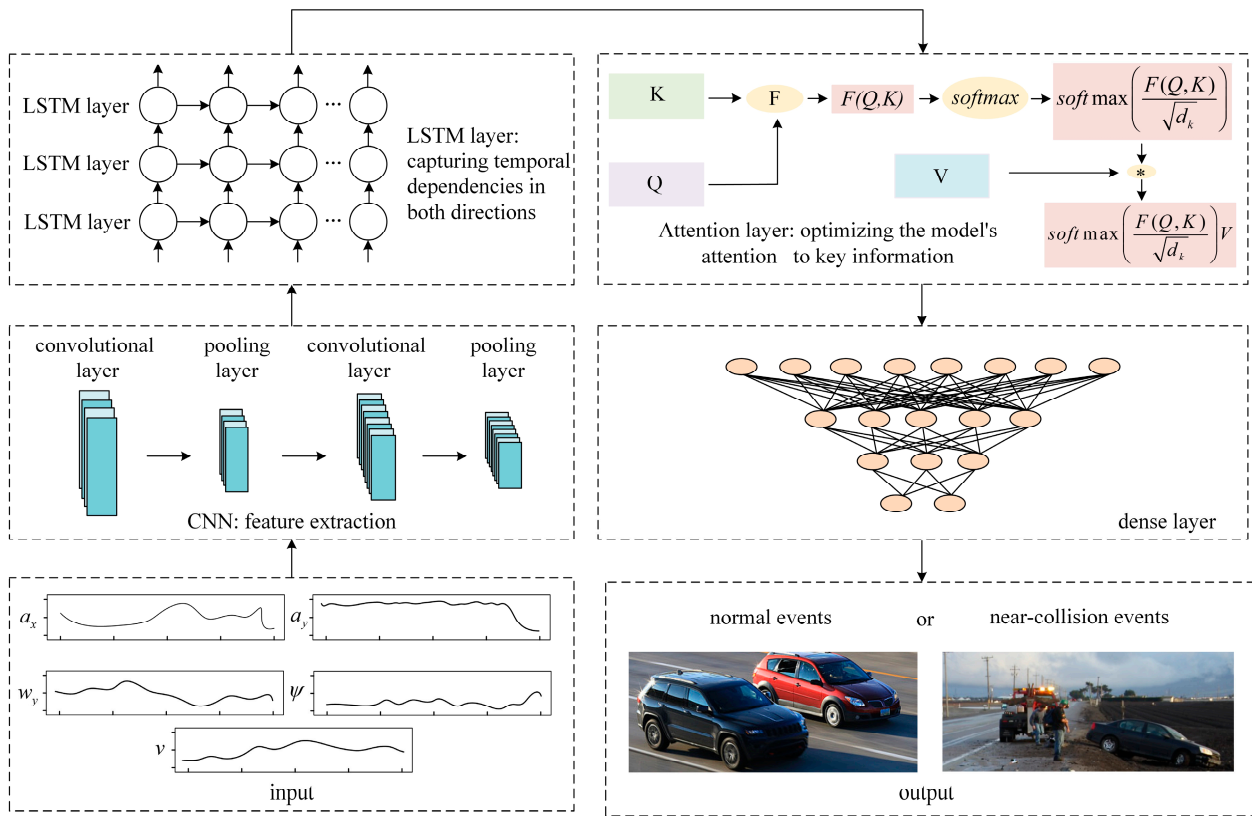 LSTM layer
LSTM layer
LSTM layer
...
...
...
LSTM layer:
capturing temporal
dependencies in
both directions
K
F
F(Q,K)
softmax
soft max(F(Q,K)/√d_k)
Q
V
*
soft max(F(Q,K)/√d_k)V
Attention layer: optimizing the model's
attention to key information
convolutional
layer
pooling
layer
convolutional
layer
pooling
layer
CNN: feature extraction
dense layer
a_x
a_y
w_y
ψ
v
input
normal events or near-collision events
output